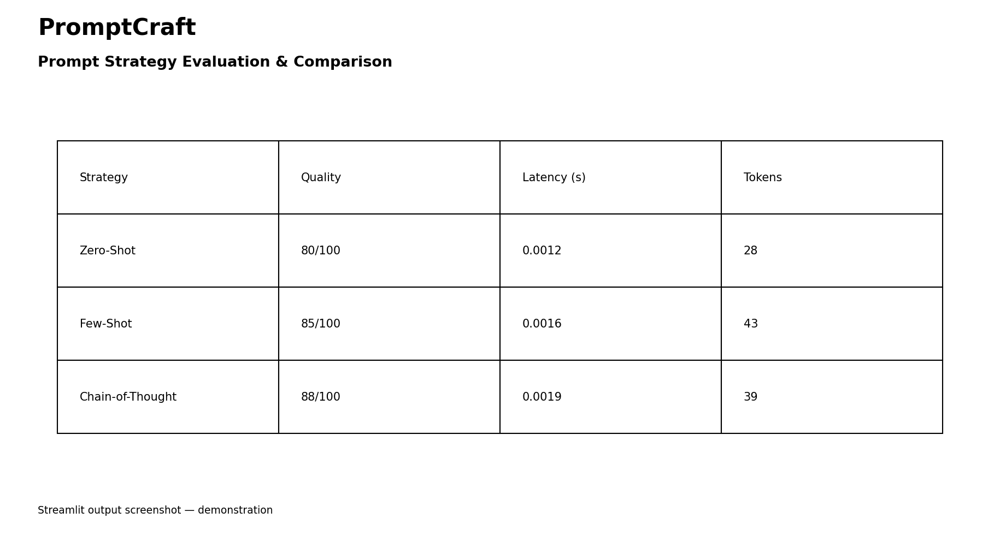 PromptCraft
Prompt Strategy Evaluation & Comparison
Strategy Quality Latency (s) Tokens
Zero-Shot 80/100 0.0012 28
Few-Shot 85/100 0.0016 43
Chain-of-Thought 88/100 0.0019 39
Streamlit output screenshot — demonstration